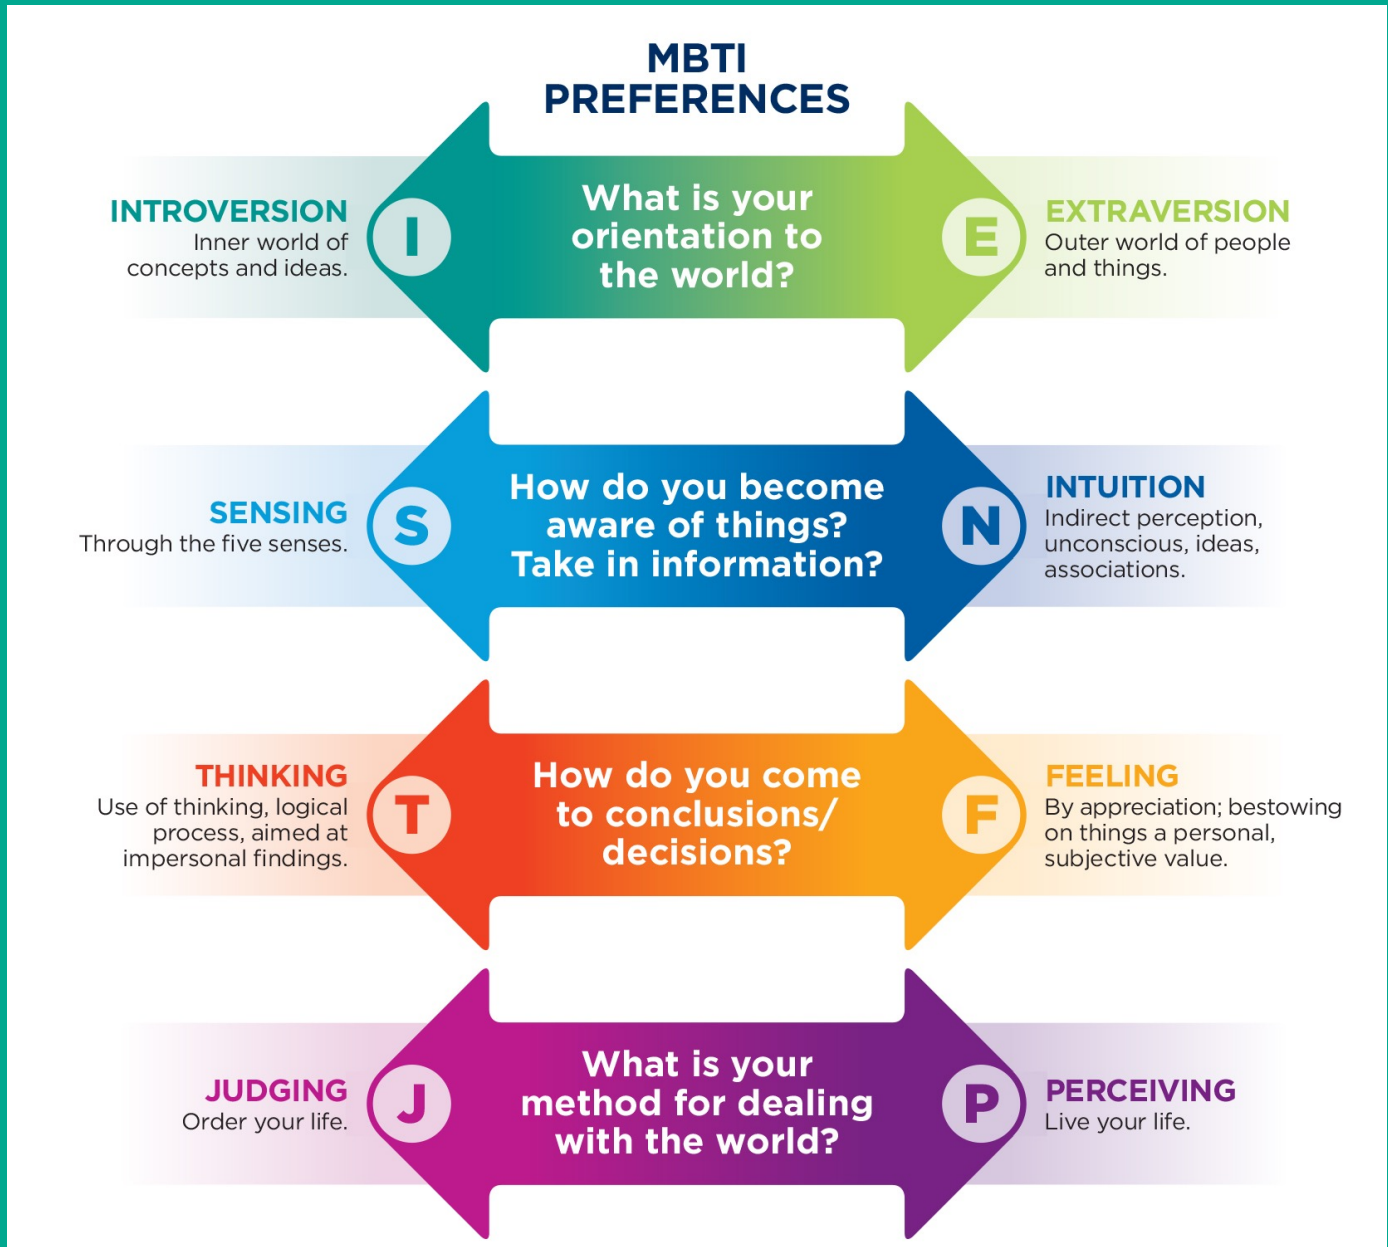 MBTI
PREFERENCES
INTROVERSION
Inner world of
concepts and ideas.
I
What is your
orientation to
the world?
E
EXTRAVERSION
Outer world of people
and things.
SENSING
Through the five senses.
S
How do you become
aware of things?
Take in information?
N
INTUITION
Indirect perception,
unconscious, ideas,
associations.
THINKING
Use of thinking, logical
process, aimed at
impersonal findings.
T
How do you come
to conclusions/
decisions?
F
FEELING
By appreciation; bestowing
on things a personal,
subjective value.
JUDGING
Order your life.
J
What is your
method for dealing
with the world?
P
PERCEIVING
Live your life.